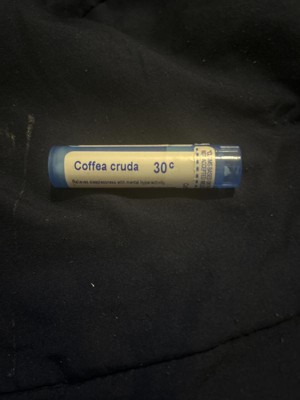 Coffea cruda 30c
Relieves sleeplessness with mental hyperactivity